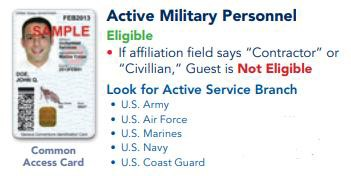 FEB2013
SAMPLE
DOE,
JOHN Q.
Common
Access Card
Active Military Personnel
Eligible
• If affiliation field says “Contractor” or
“Civillian,” Guest is Not Eligible
Look for Active Service Branch
• U.S. Army
• U.S. Air Force
• U.S. Marines
• U.S. Navy
• U.S. Coast Guard